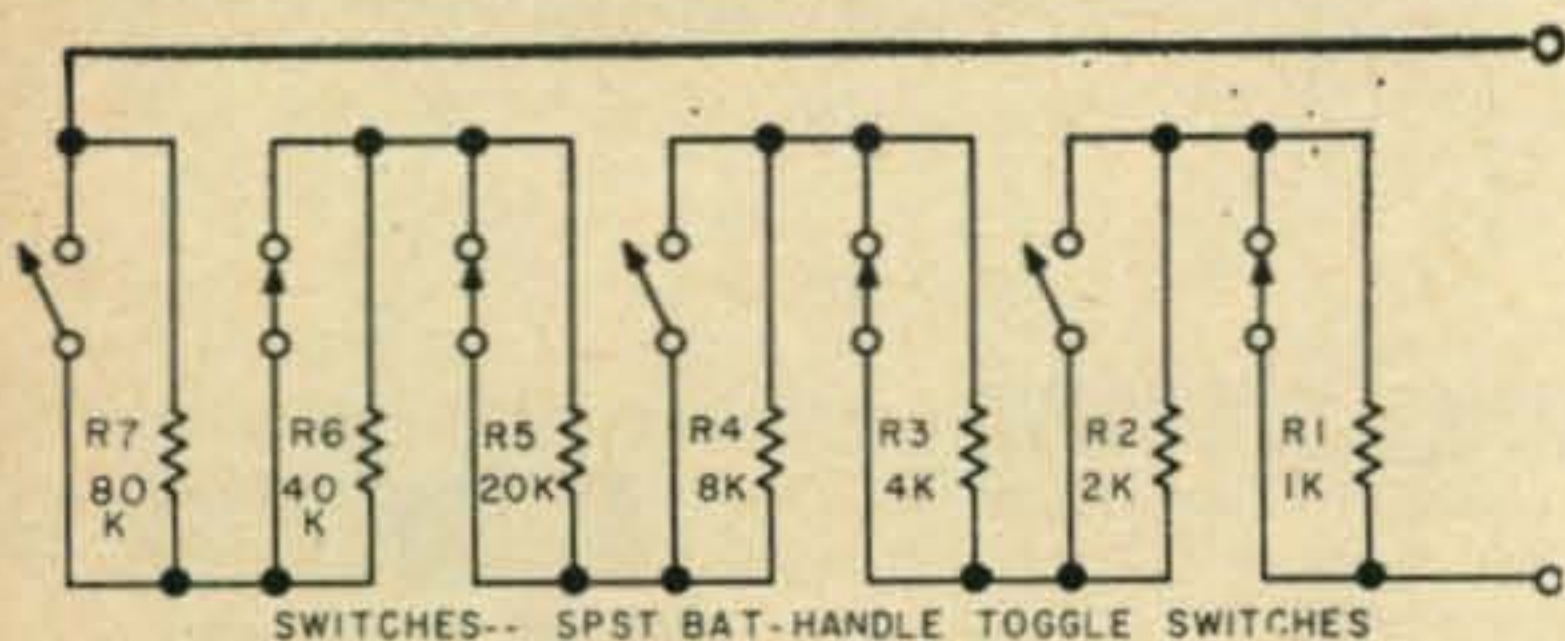 R7 R6 R5 R4 R3 R2 R1
80 K 40 K 20K 8K 4K 2K 1K
SWITCHES-- SPST BAT-HANDLE TOGGLE SWITCHES